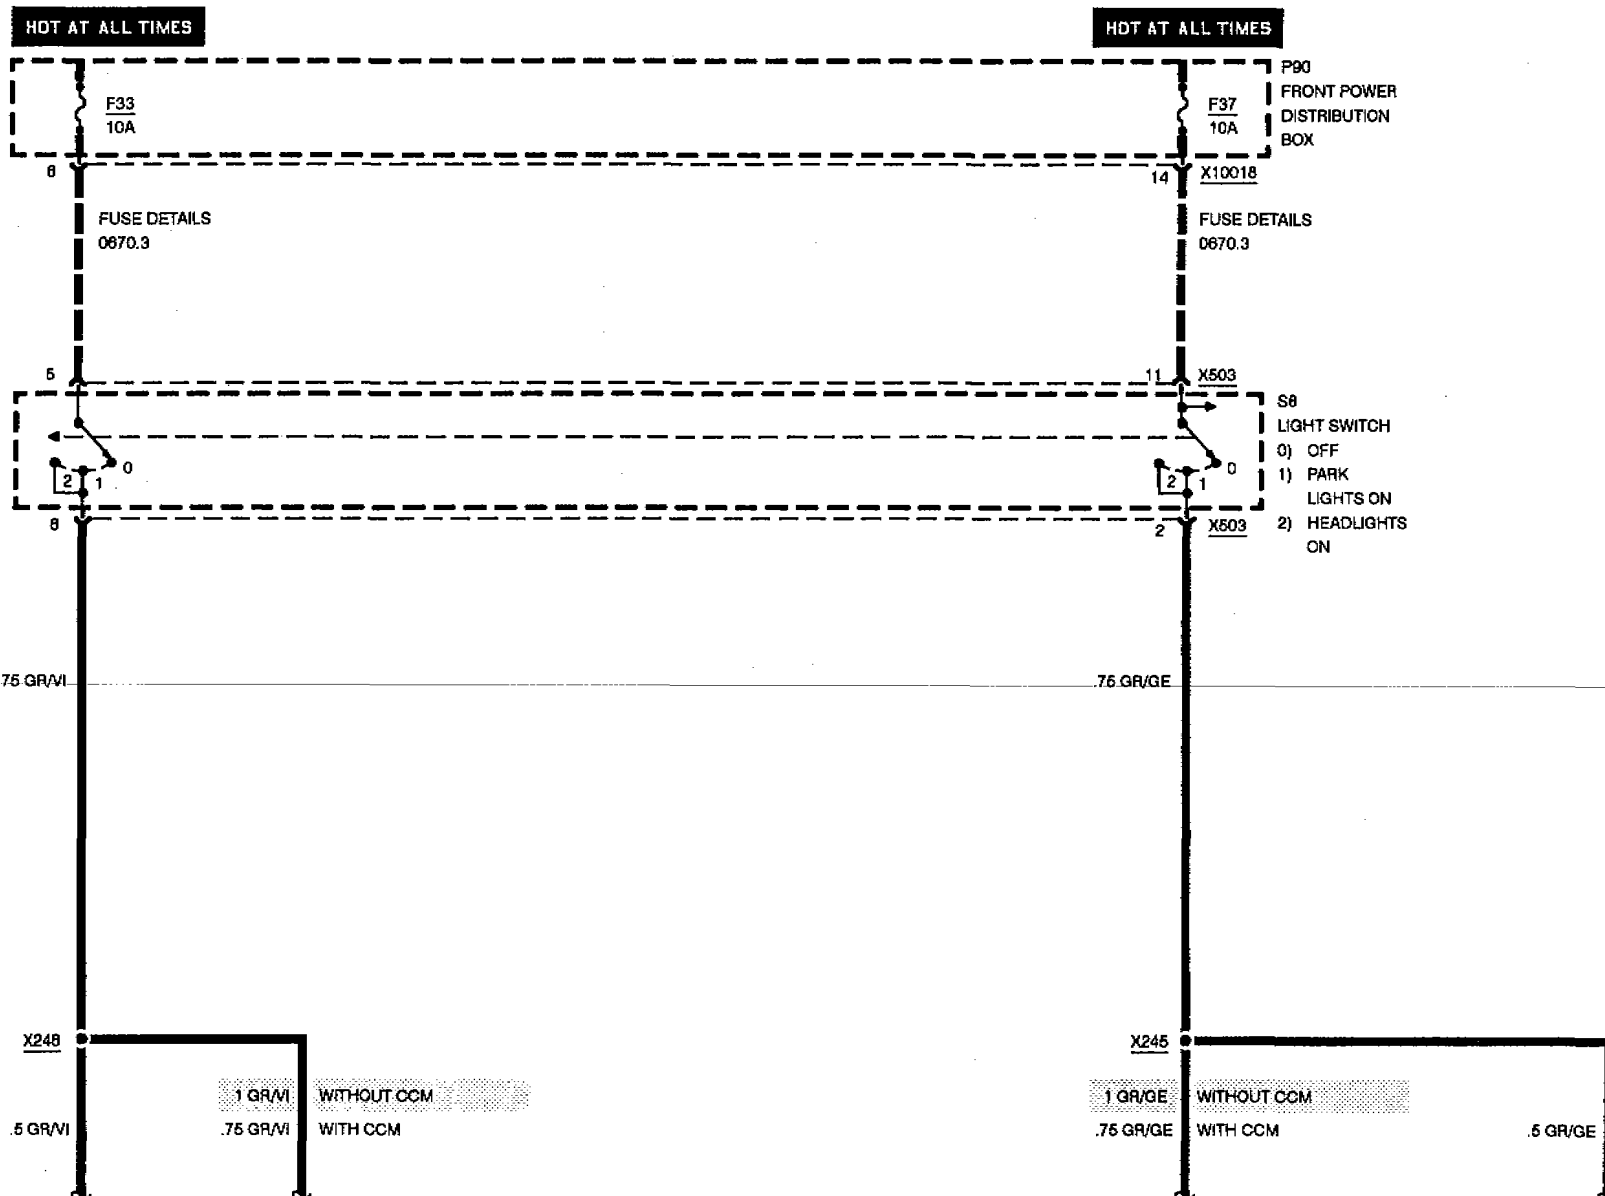 HOT AT ALL TIMES
HOT AT ALL TIMES
F33
10A
F37
10A
P90
FRONT POWER
DISTRIBUTION
BOX
6
14
X10018
FUSE DETAILS
0670.3
FUSE DETAILS
0670.3
5
11
X503
0
2
1
0
2
1
S6
LIGHT SWITCH
0) OFF
1) PARK
LIGHTS ON
2) HEADLIGHTS
ON
8
2
X503
75 GR/VI
.75 GR/GE
X245
1 GR/VI
WITHOUT CCM
1 GR/GE
WITHOUT CCM
.5 GR/VI
.75 GR/VI
WITH CCM
.75 GR/GE
WITH CCM
.5 GR/GE